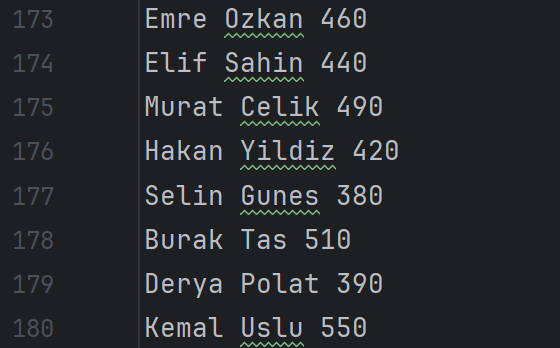 173 Emre Ozkan 460
174 Elif Sahin 440
175 Murat Celik 490
176 Hakan Yildiz 420
177 Selin Gunes 380
178 Burak Tas 510
179 Derya Polat 390
180 Kemal Uslu 550